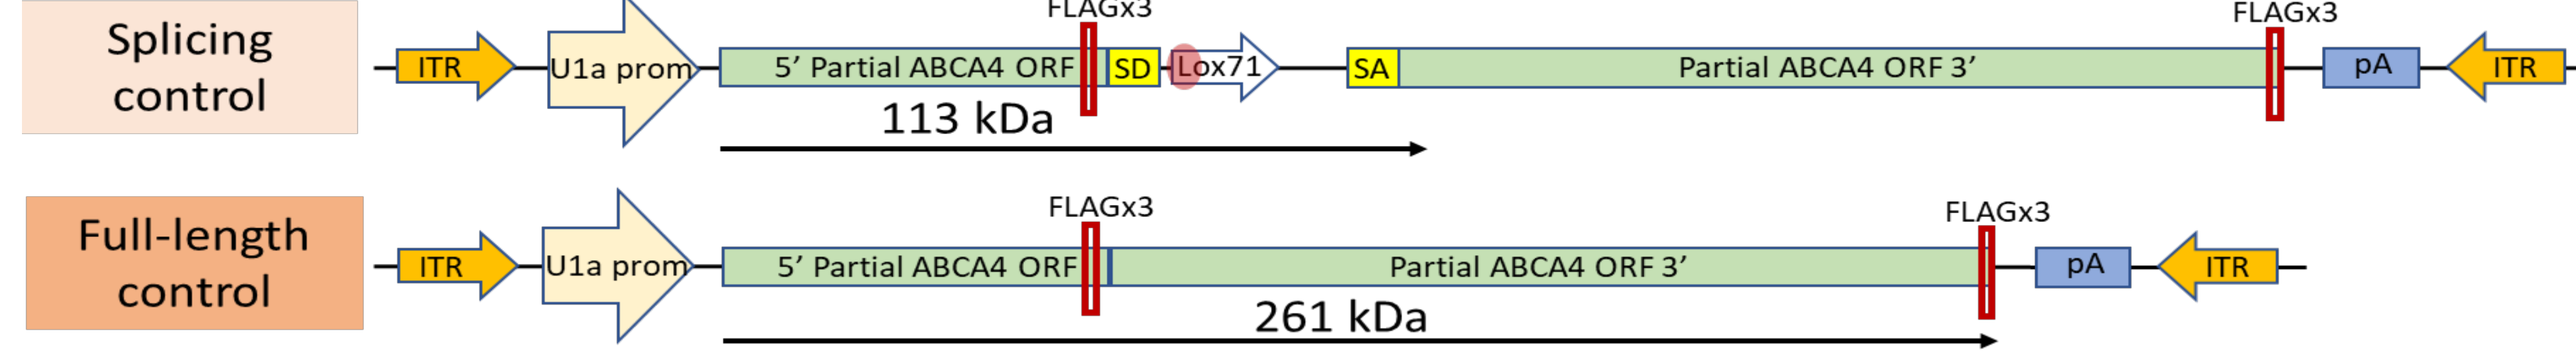 Splicing
control
FLAGx3
FLAGx3
ITR
U1a prom
5’ Partial ABCA4 ORF
SD
Lox71
SA
Partial ABCA4 ORF 3’
pA
ITR
113 kDa
Full-length
control
FLAGx3
FLAGx3
ITR
U1a prom
5’ Partial ABCA4 ORF
Partial ABCA4 ORF 3’
pA
ITR
261 kDa